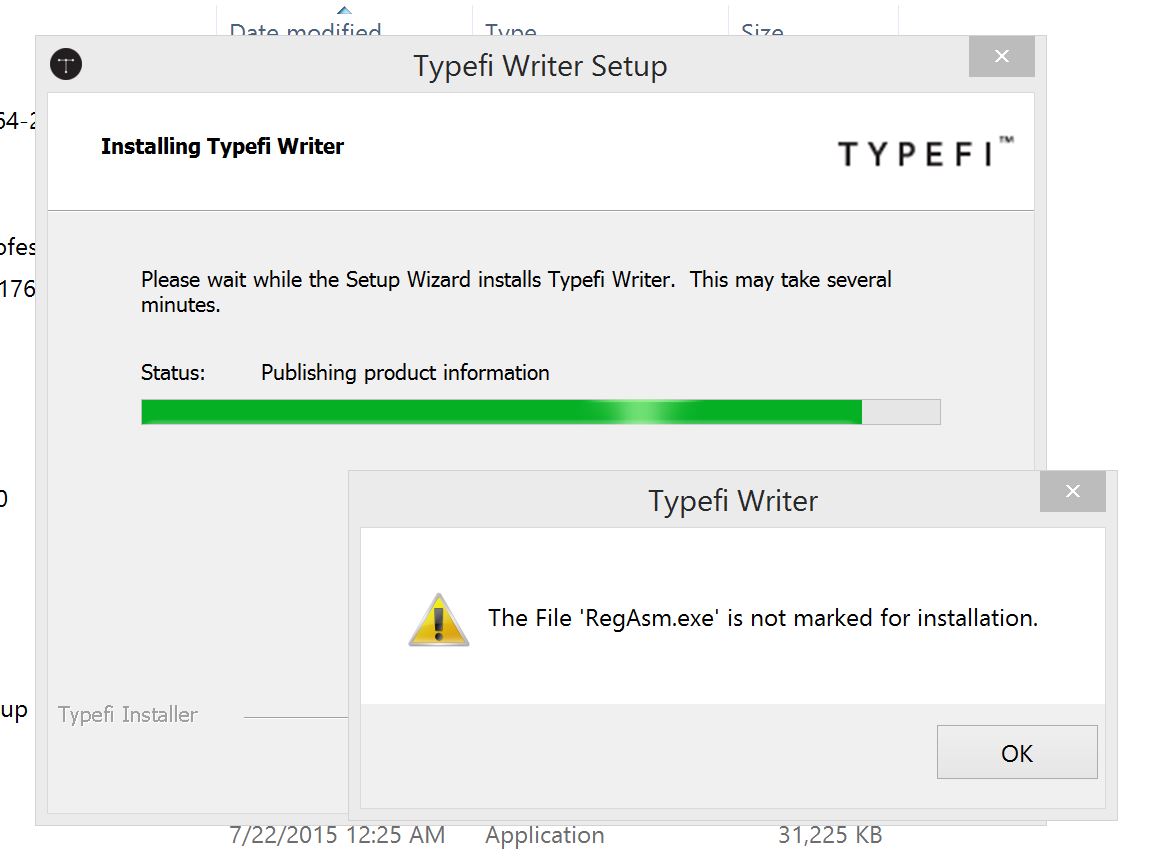 Date modified
Type
Size
Typefi Writer Setup
64-2
Installing Typefi Writer
TYPEFI™
ofes
176
Please wait while the Setup Wizard installs Typefi Writer.  This may take several
minutes.
Status:
Publishing product information
0
Typefi Writer
The File 'RegAsm.exe' is not marked for installation.
up
Typefi Installer
OK
7/22/2015 12:25 AM
Application
31,225 KB